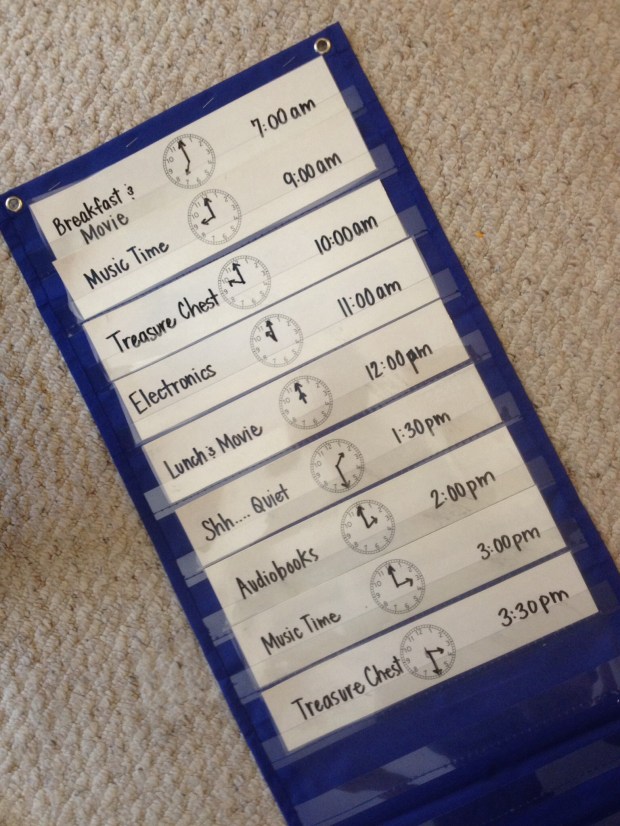 Breakfast &
Movie 7:00 am
Music Time 9:00 am
Treasure Chest 10:00 am
Electronics 11:00 am
Lunch & Movie 12:00 pm
Shh.... Quiet 1:30 pm
Audiobooks 2:00 pm
Music Time 3:00 pm
Treasure Chest 3:30 pm